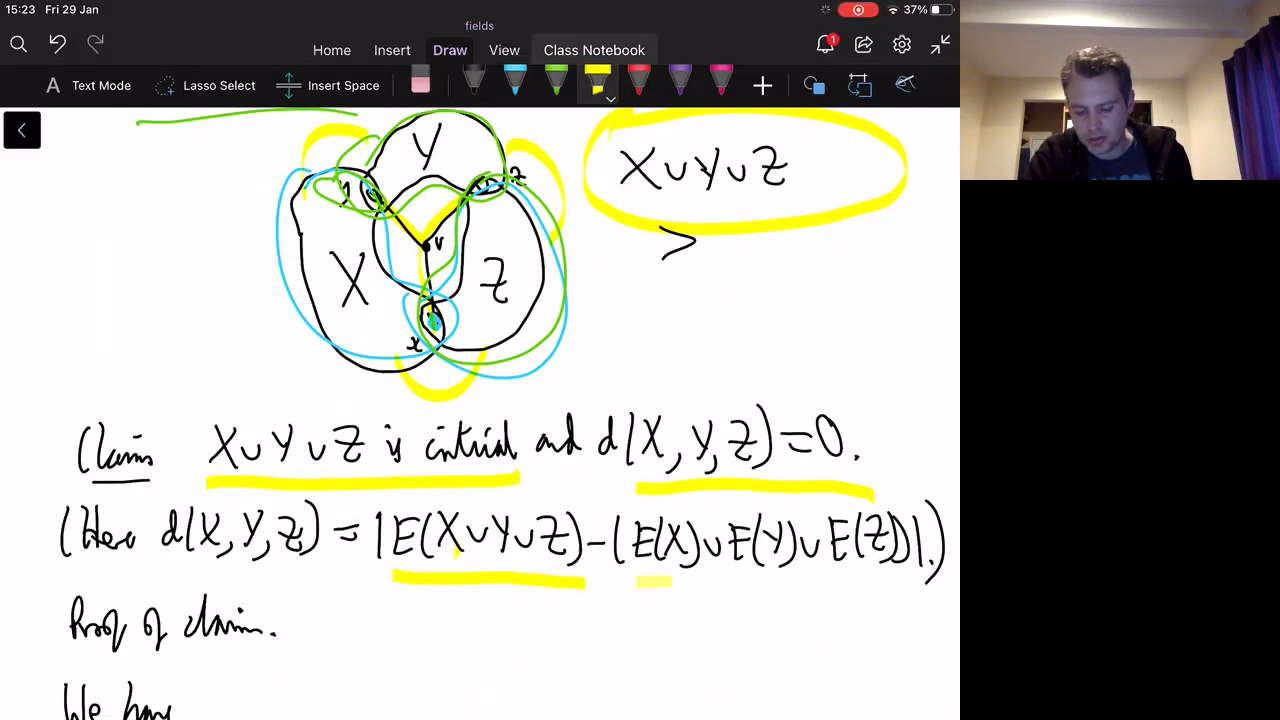 15:23 Fri 29 Jan
37%
fields
Home Insert Draw View Class Notebook
1
A Text Mode Lasso Select Insert Space
Y
X∪Y∪Z
y z
v
>
X Z
x
Claim X∪Y∪Z is critical and d(X, Y, Z) = 0.
(Here d(X, Y, Z) = |E(X∪Y∪Z) - (E(X)∪E(Y)∪E(Z))|.)
Proof of claim.
We have